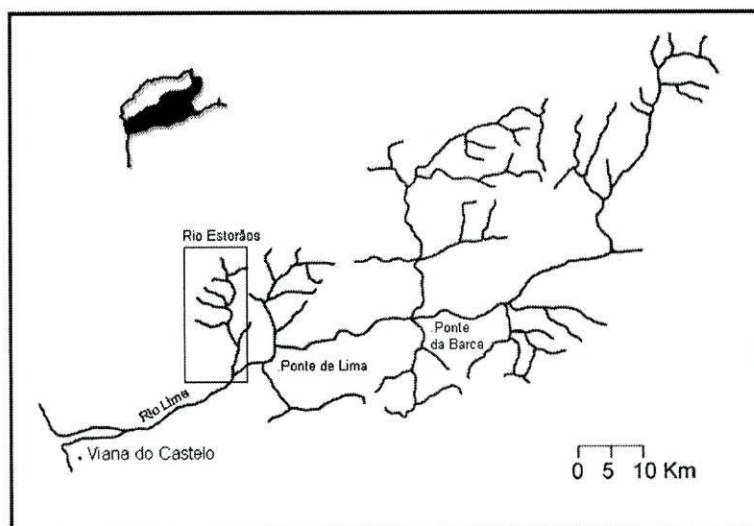 Rio Estorãos
.Ponte
da Barca
.Ponte de Lima
Rio Lima
Viana do Castelo
0 5 10 Km